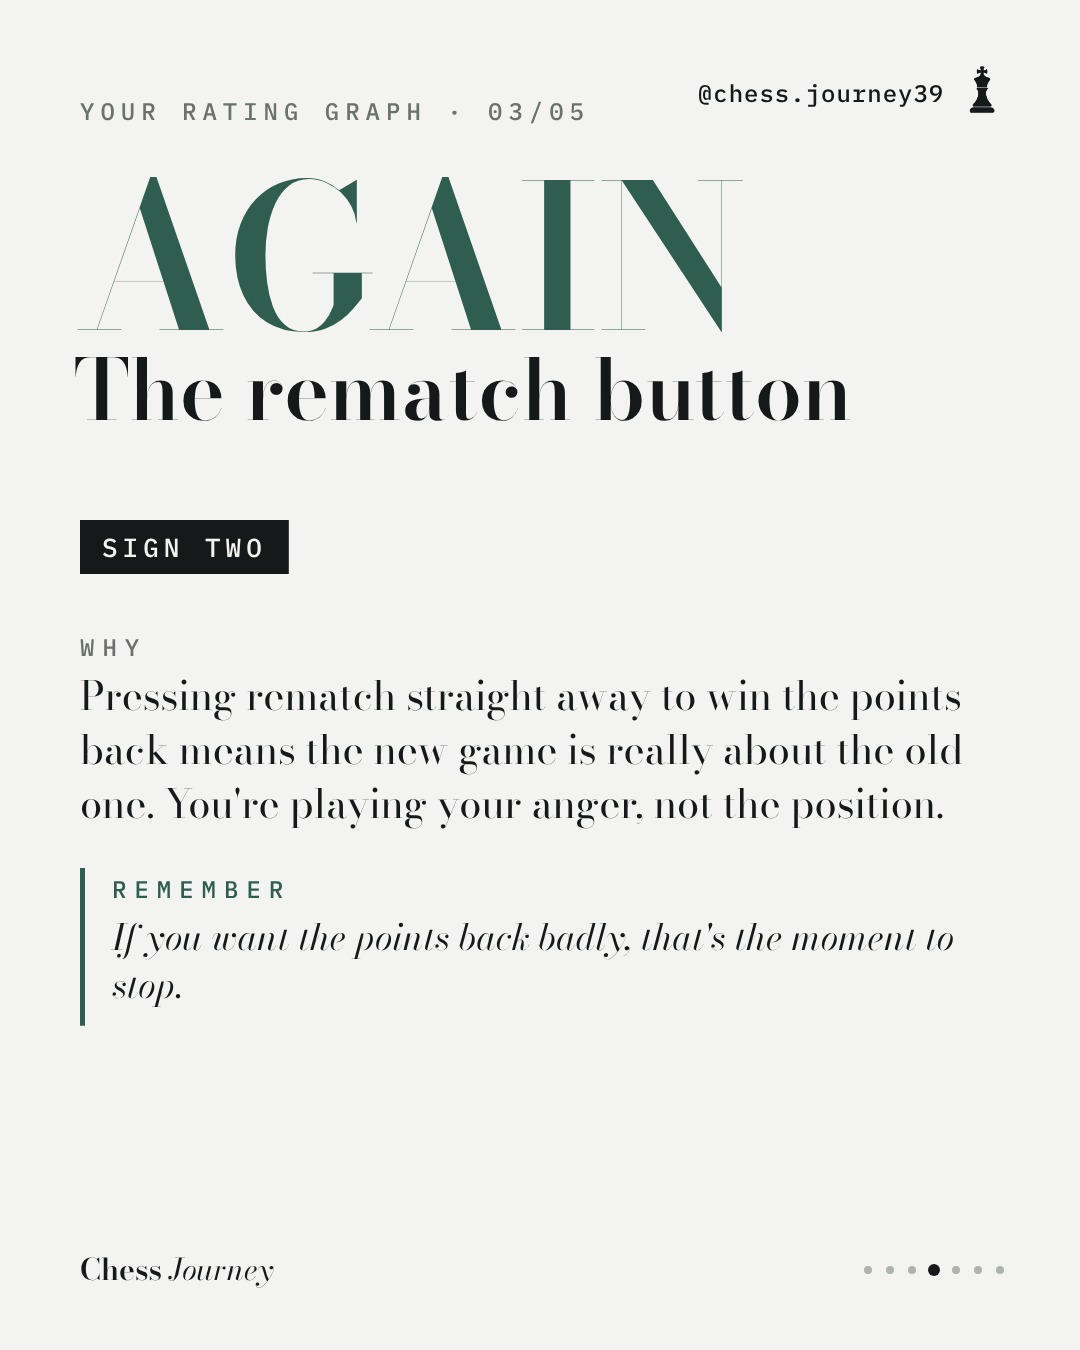 YOUR RATING GRAPH · 03/05
@chess.journey39
AGAIN
The rematch button
SIGN TWO
WHY
Pressing rematch straight away to win the points
back means the new game is really about the old
one. You're playing your anger, not the position.
REMEMBER
If you want the points back badly, that's the moment to
stop.
Chess Journey